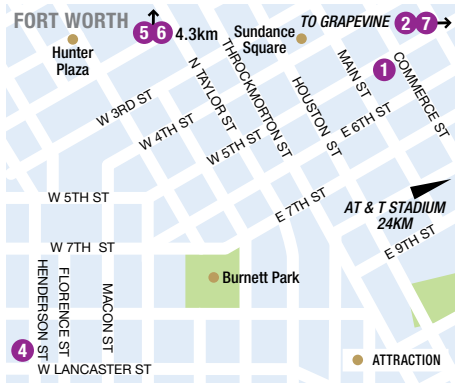 FORT WORTH
5 6 4.3km
Sundance
Square
TO GRAPEVINE 2 7
Hunter
Plaza
1
W 3RD ST
W 4TH ST
W 5TH ST
N TAYLOR ST
THROCKMORTON ST
HOUSTON ST
MAIN ST
COMMERCE ST
E 6TH ST
E 7TH ST
E 9TH ST
W 5TH ST
AT & T STADIUM
24KM
W 7TH ST
HENDERSON ST
FLORENCE ST
MACON ST
Burnett Park
4
W LANCASTER ST
ATTRACTION